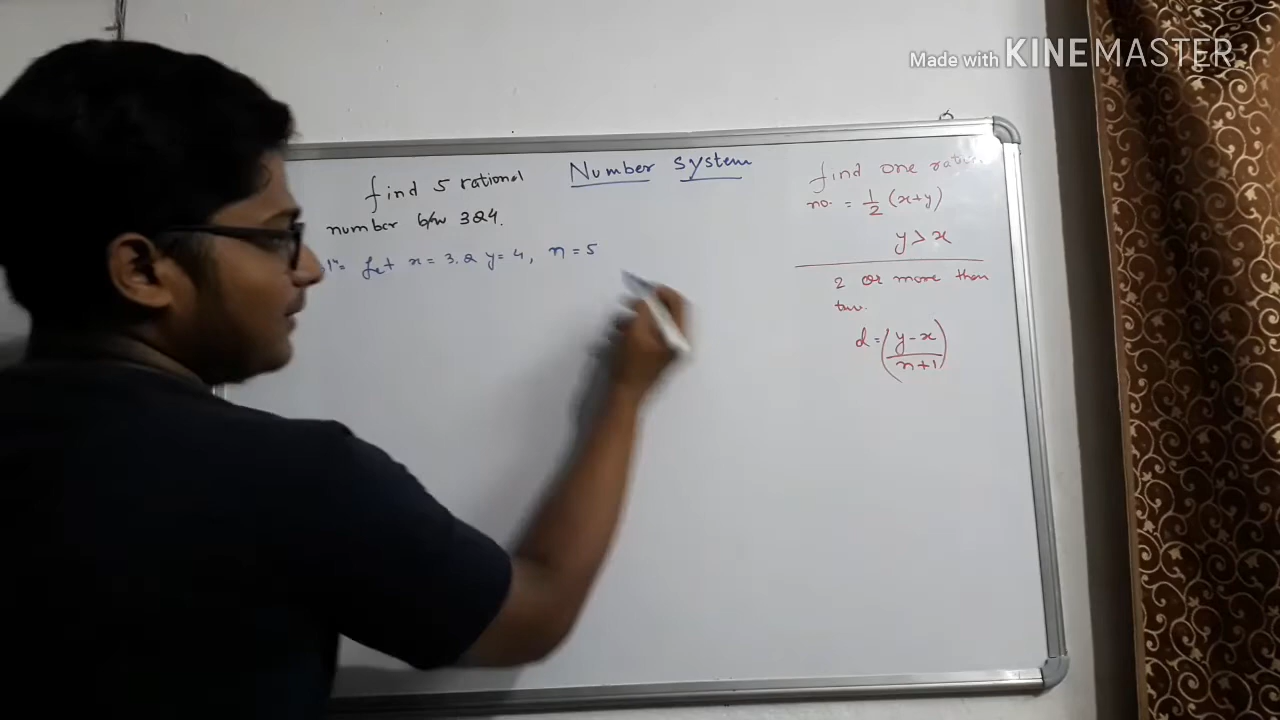 Made with KINEMASTER
Number system
find 5 rational
number b/w 3 & 4.
Let x = 3. & y = 4, n = 5
find one
no. = 1/2 (x+y)
y > x
2 or more then
two.
d = (y - x / n + 1)